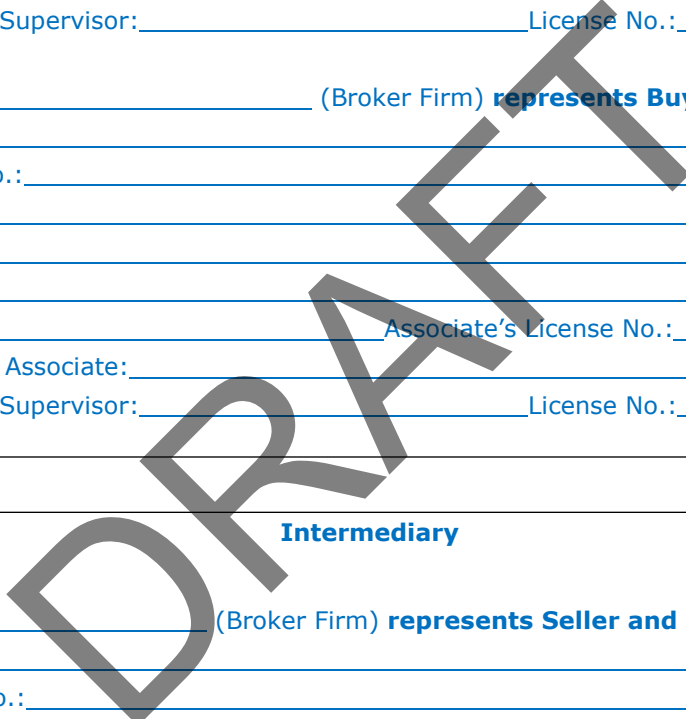 Supervisor: License No.:
(Broker Firm) represents Buy
o.:
Associate's License No.:
Associate:
Supervisor: License No.:
Intermediary
(Broker Firm) represents Seller and
o.:
DRAFT